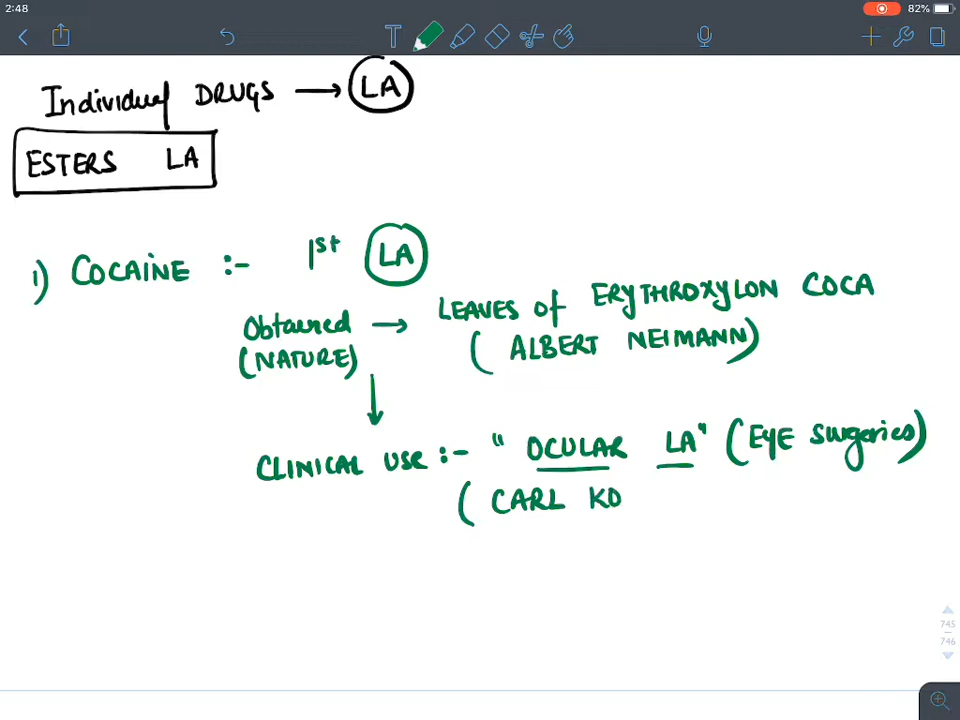 2:48
82%
T
Individual DRUGS → LA
ESTERS LA
1) COCAINE :- 1st LA
Obtained → LEAVES of ERYTHROXYLON COCA
(NATURE) ( ALBERT NEIMANN)
CLINICAL USE :- " OCULAR LA" (EYE Surgeries)
( CARL KO
745
746